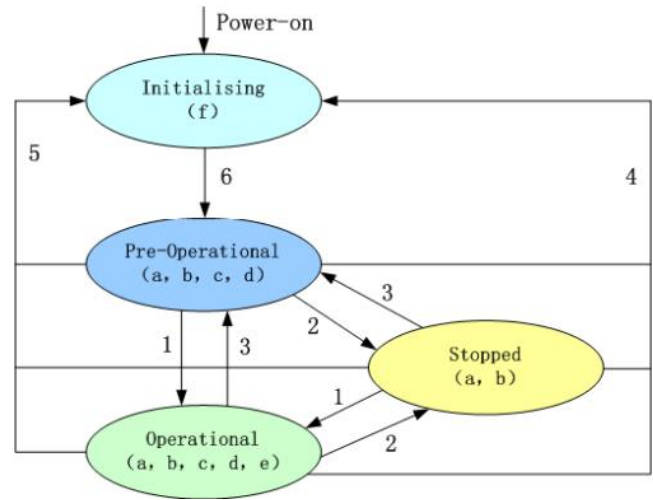 Power-on
Initialising
(f)
5
6
4
Pre-Operational
(a, b, c, d)
3
2
1
3
Stopped
(a, b)
1
Operational
(a, b, c, d, e)
2